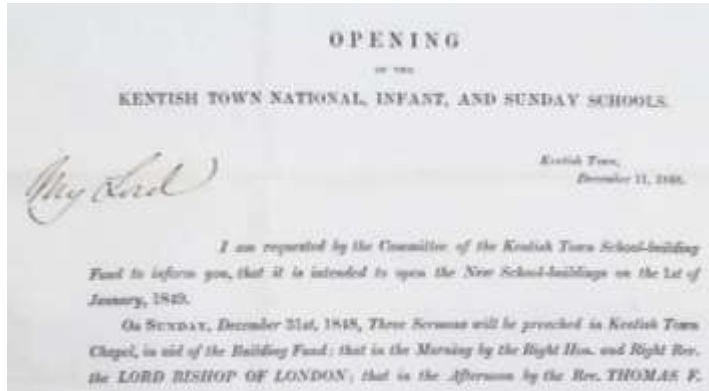 OPENING
OF THE
KENTISH TOWN NATIONAL, INFANT, AND SUNDAY SCHOOLS.
Kentish Town,
December 11, 1848.
My Lord
I am requested by the Committee of the Kentish Town School-building
Fund to inform you, that it is intended to open the New School-buildings on the 1st of
January, 1849.
On SUNDAY, December 31st, 1848, Three Sermons will be preached in Kentish Town
Chapel, in aid of the Building Fund; that in the Morning by the Right Hon. and Right Rev.
the LORD BISHOP OF LONDON; that in the Afternoon by the Rev. THOMAS F.